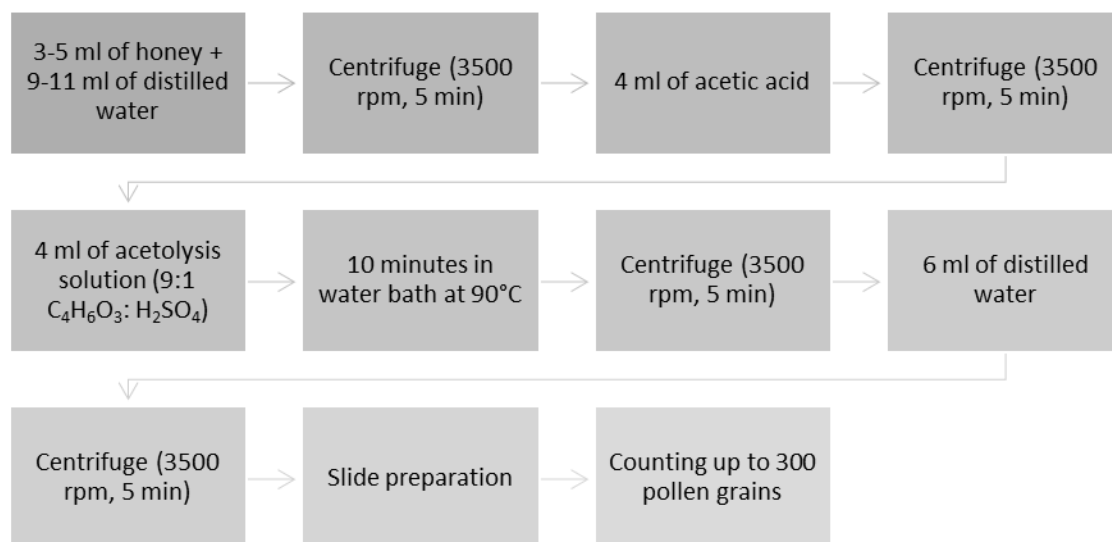 3-5 ml of honey +
9-11 ml of distilled
water
Centrifuge (3500
rpm, 5 min)
4 ml of acetic acid
Centrifuge (3500
rpm, 5 min)
4 ml of acetolysis
solution (9:1
C₄H₆O₃: H₂SO₄)
10 minutes in
water bath at 90°C
Centrifuge (3500
rpm, 5 min)
6 ml of distilled
water
Centrifuge (3500
rpm, 5 min)
Slide preparation
Counting up to 300
pollen grains